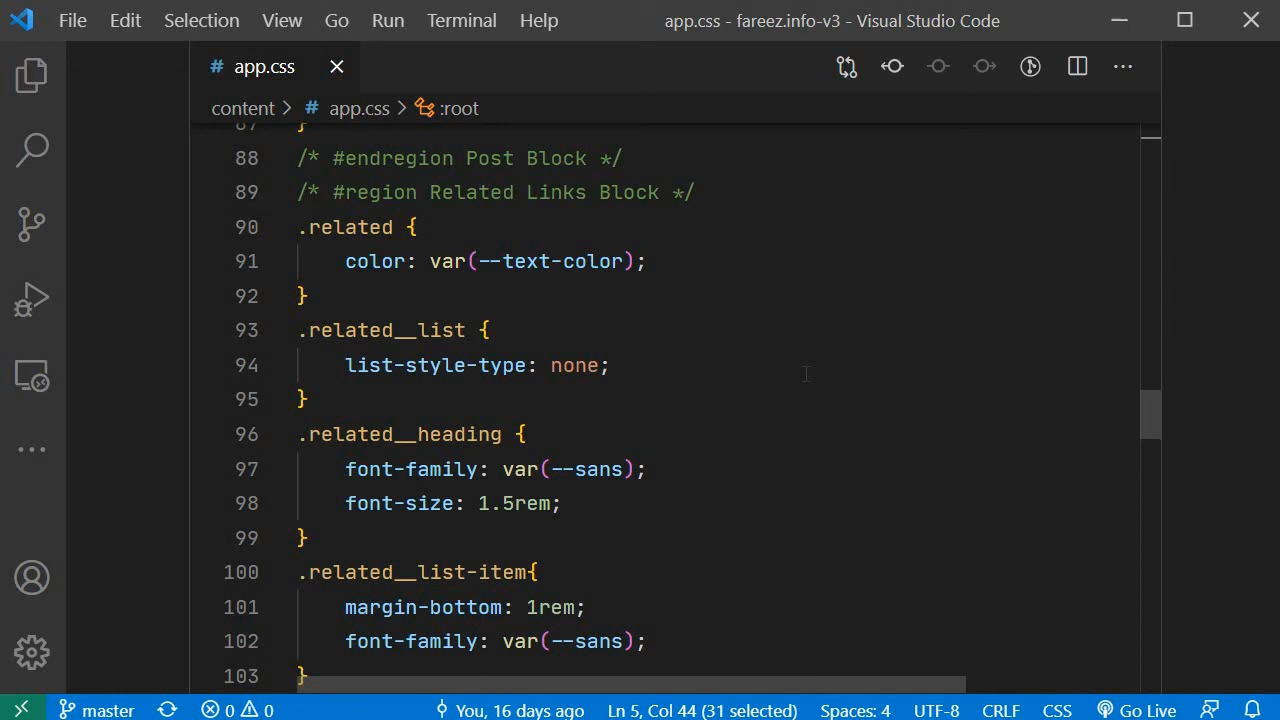 File Edit Selection View Go Run Terminal Help app.css - fareez.info-v3 - Visual Studio Code
# app.css
content > # app.css > :root
87 }
88 /* #endregion Post Block */
89 /* #region Related Links Block */
90 .related {
91 color: var(--text-color);
92 }
93 .related__list {
94 list-style-type: none;
95 }
96 .related__heading {
97 font-family: var(--sans);
98 font-size: 1.5rem;
99 }
100 .related__list-item{
101 margin-bottom: 1rem;
102 font-family: var(--sans);
103 }
master 0 0 You, 16 days ago Ln 5, Col 44 (31 selected) Spaces: 4 UTF-8 CRLF CSS Go Live